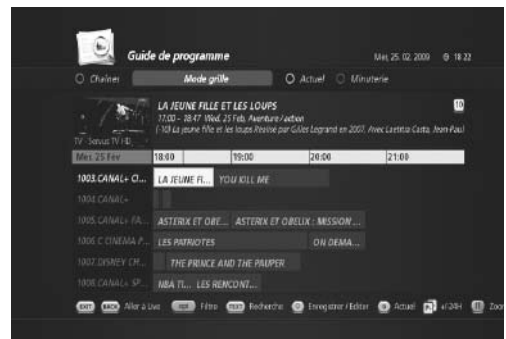 Guide de programme
Mer, 25. 02. 2009 18:22
Chaînes Mode grille Actuel Minuterie
LA JEUNE FILLE ET LES LOUPS 10
17:00 - 18:47 Wed. 25 Feb, Aventure / action
(-10) La jeune fille et les loups Réalisé par Gilles Legrand en 2007, Avec Laetitia Casta, Jean-Paul
TV - Servus TV HD
Mer. 25 Fev 18:00 19:00 20:00 21:00
1003.CANAL+ C... LA JEUNE FI... YOU KILL ME
1004.CANAL+
1005.CANAL+ FA... ASTERIX ET OBE... ASTERIX ET OBELIX : MISSION ...
1006.C CINEMA P... LES PATRIOTES ON DEMA...
1007.DISNEY CH... THE PRINCE AND THE PAUPER
1008.CANAL+ SP... NBA TI... LES RENCONT...
EXIT BACK Aller à Live Filtre TEXT Recherche Enregistrer / Editer Actuel +/-24H Zoo